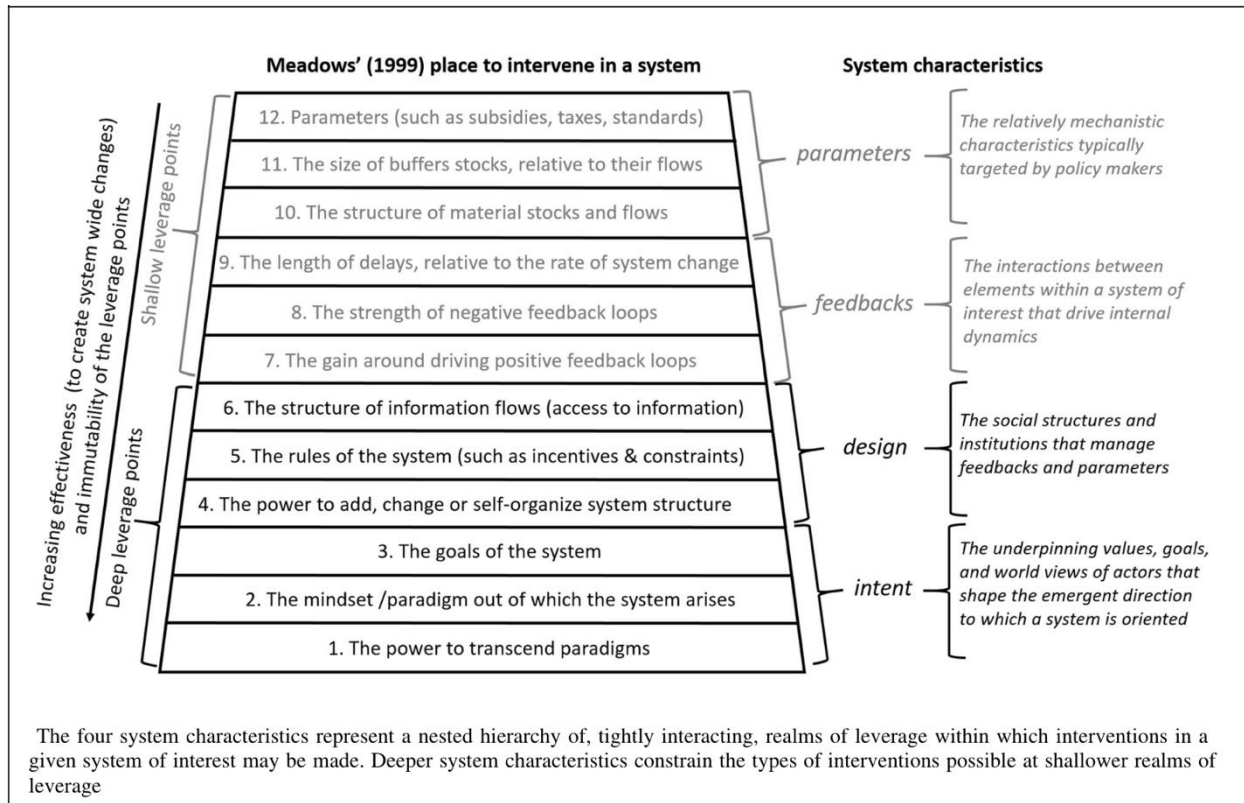 Meadows' (1999) place to intervene in a system
System characteristics
Increasing effectiveness (to create system wide changes)
and immutability of the leverage points
Shallow leverage points
Deep leverage points
12. Parameters (such as subsidies, taxes, standards)
11. The size of buffers stocks, relative to their flows
10. The structure of material stocks and flows
9. The length of delays, relative to the rate of system change
8. The strength of negative feedback loops
7. The gain around driving positive feedback loops
6. The structure of information flows (access to information)
5. The rules of the system (such as incentives & constraints)
4. The power to add, change or self-organize system structure
3. The goals of the system
2. The mindset /paradigm out of which the system arises
1. The power to transcend paradigms
parameters
The relatively mechanistic
characteristics typically
targeted by policy makers
feedbacks
The interactions between
elements within a system of
interest that drive internal
dynamics
design
The social structures and
institutions that manage
feedbacks and parameters
intent
The underpinning values, goals,
and world views of actors that
shape the emergent direction
to which a system is oriented
The four system characteristics represent a nested hierarchy of, tightly interacting, realms of leverage within which interventions in a
given system of interest may be made. Deeper system characteristics constrain the types of interventions possible at shallower realms of
leverage